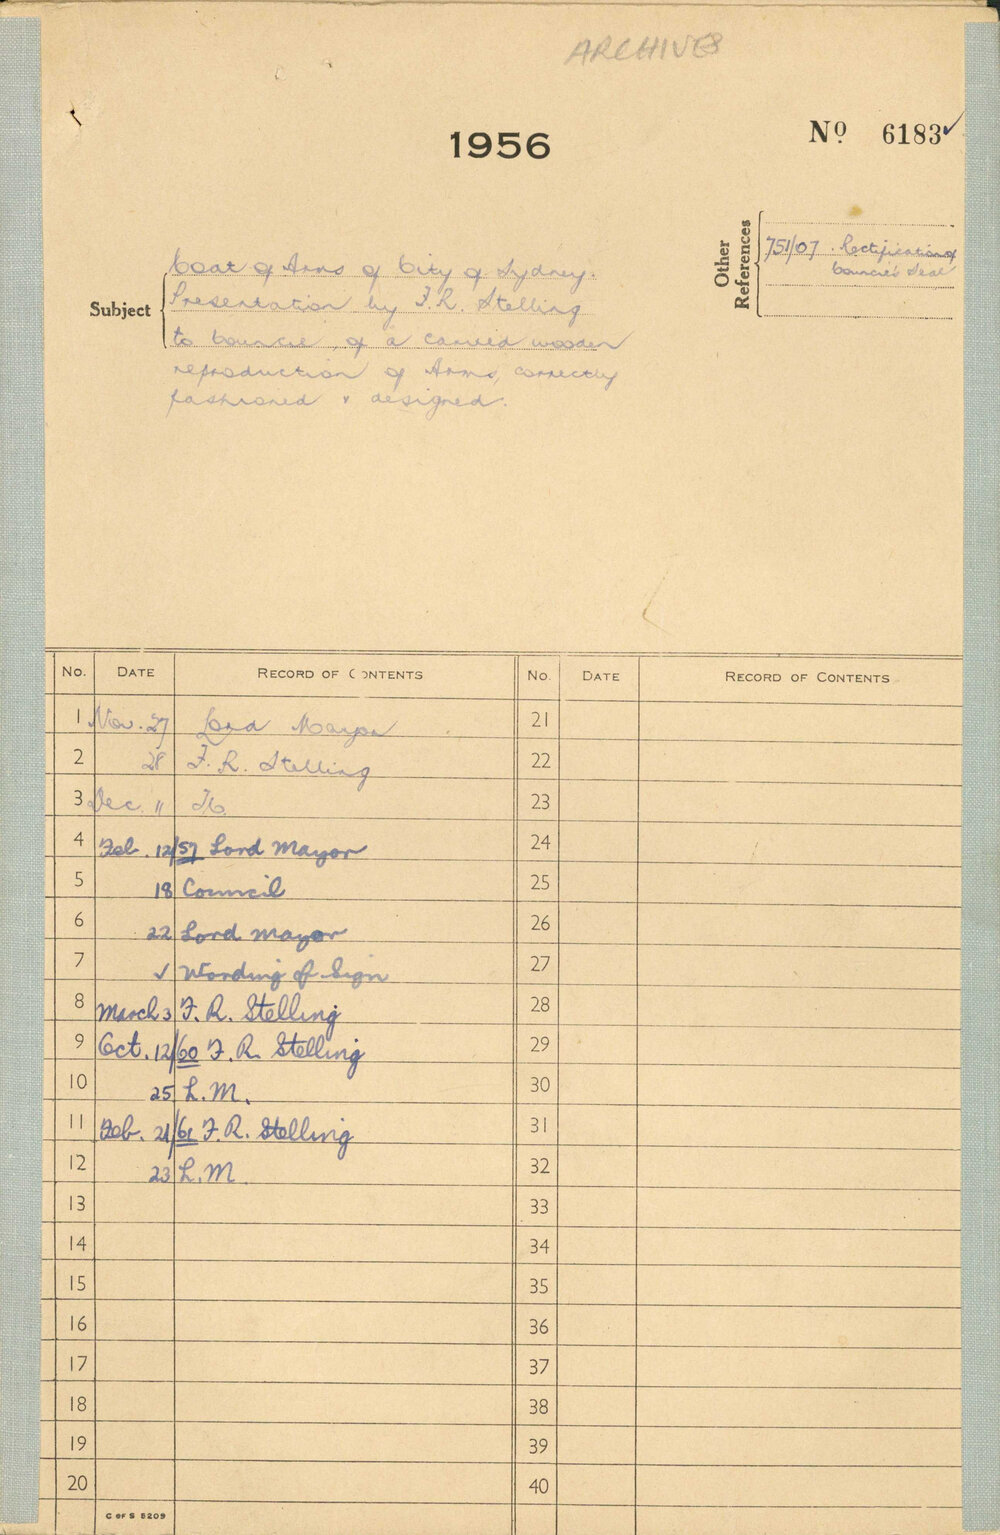 ARCHIVES
1956
No. 6183 ✓
Other References
751/07. Rectification of
Council's Seal
Subject
Coat of Arms of City of Sydney.
Presentation by F.R. Stelling
to Council, of a carved wooden
reproduction of Arms, correctly
fashioned & designed.
No. DATE RECORD OF CONTENTS No. DATE RECORD OF CONTENTS
1 Nov. 27 Lord Mayor 21
2 28 F. R. Stelling 22
3 Dec. 11 To 23
4 Feb. 12/57 Lord Mayor 24
5 18 Council 25
6 22 Lord Mayor 26
7 ✓ Wording of Sign 27
8 March 3 F. R. Stelling 28
9 Oct. 12/60 F. R. Stelling 29
10 25 L.M. 30
11 Feb. 21/61 F. R. Stelling 31
12 23 L.M. 32
13 33
14 34
15 35
16 36
17 37
18 38
19 39
20 40
C OF S 5209